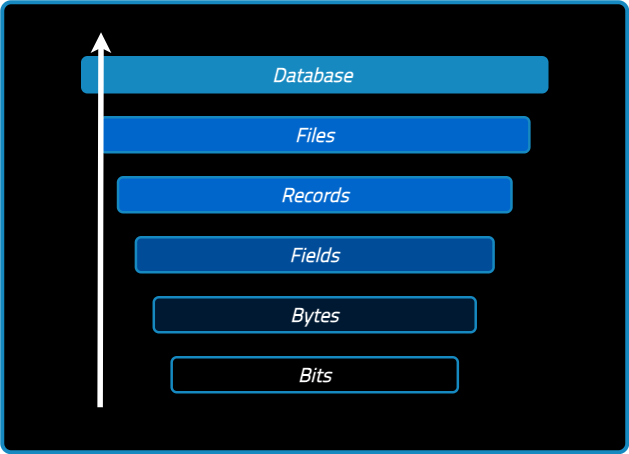 Database
Files
Records
Fields
Bytes
Bits